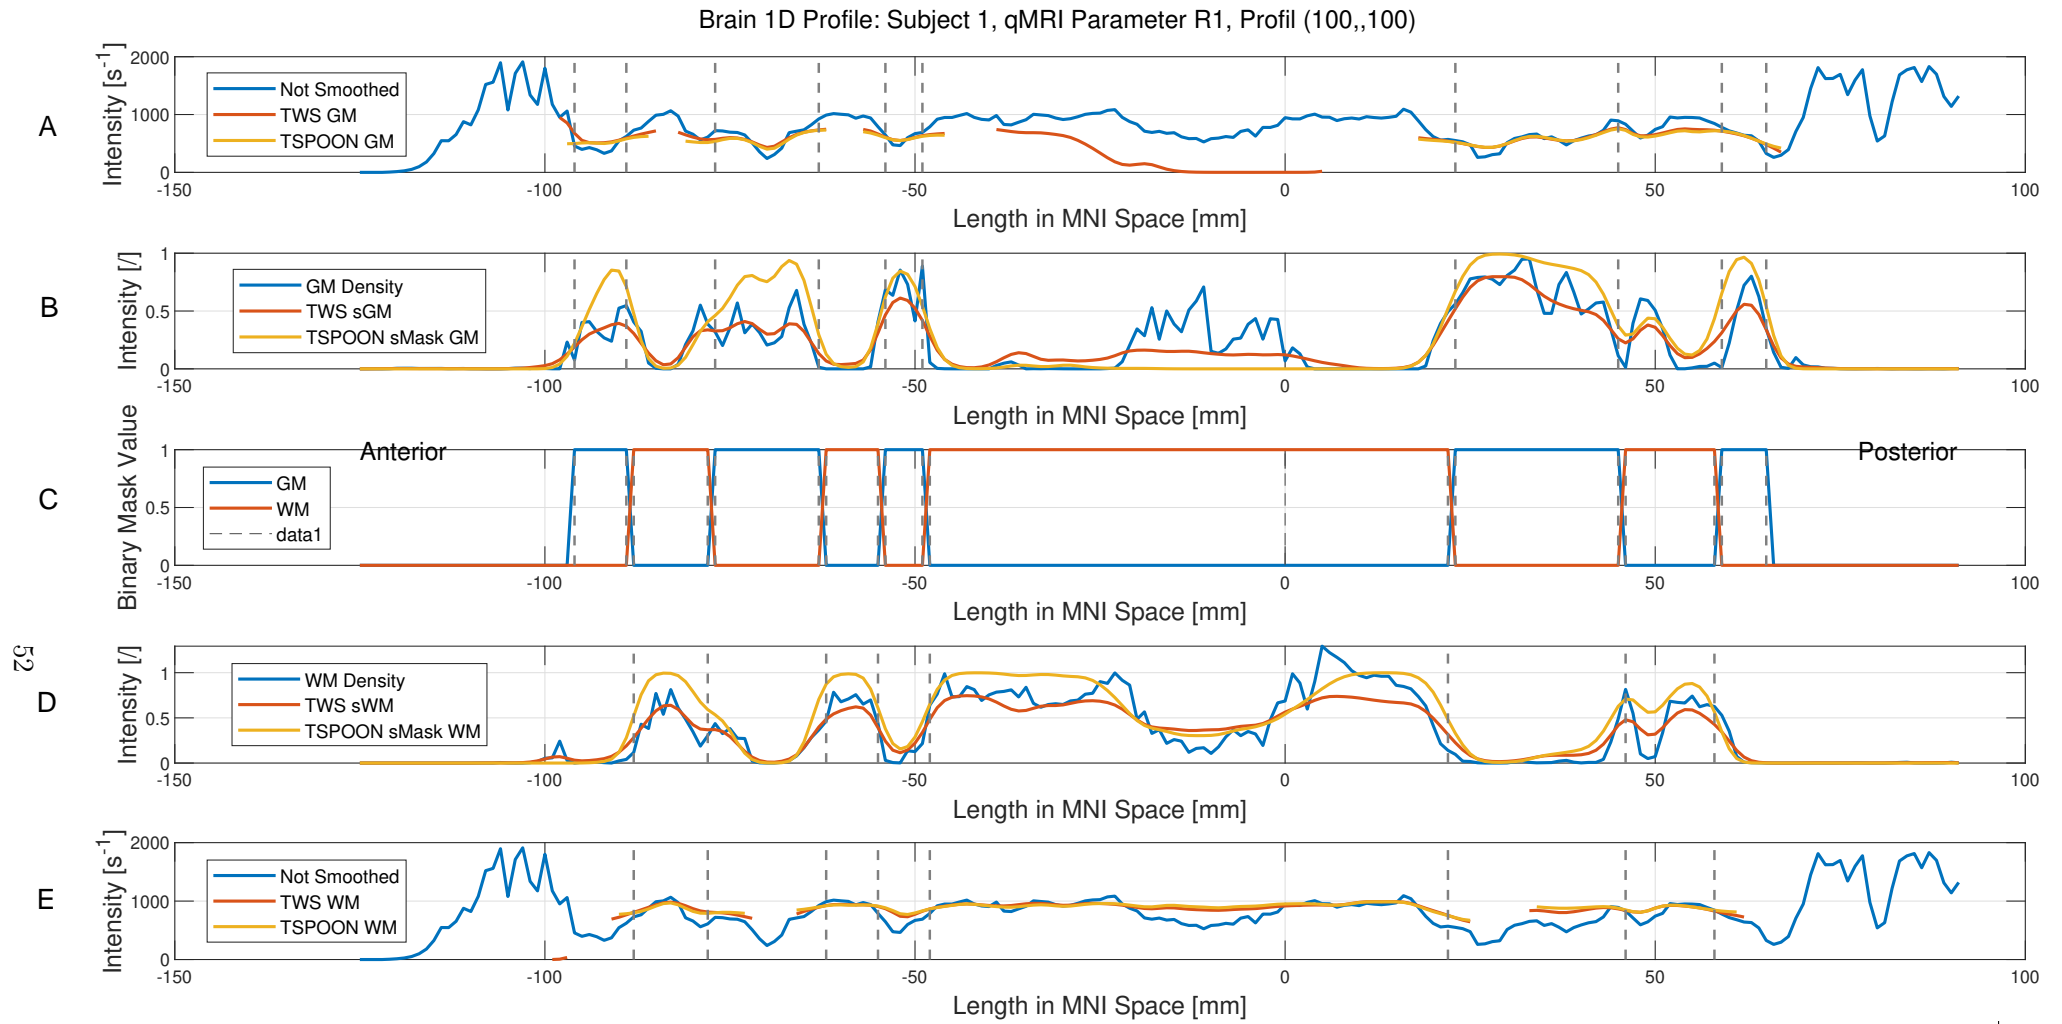 Brain 1D Profile: Subject 1, qMRI Parameter R1, Profil (100,,100)
A
Intensity [s-1]
2000
1000
0
Not Smoothed
TWS GM
TSPOON GM
-150 -100 -50 0 50 100
Length in MNI Space [mm]
B
Intensity [/]
1
0.5
0
GM Density
TWS sGM
TSPOON sMask GM
-150 -100 -50 0 50 100
Length in MNI Space [mm]
C
Binary Mask Value
1
0.5
0
Anterior
Posterior
GM
WM
data1
-150 -100 -50 0 50 100
Length in MNI Space [mm]
52
D
Intensity [/]
1
0.5
0
WM Density
TWS sWM
TSPOON sMask WM
-150 -100 -50 0 50 100
Length in MNI Space [mm]
E
Intensity [s-1]
2000
1000
0
Not Smoothed
TWS WM
TSPOON WM
-150 -100 -50 0 50 100
Length in MNI Space [mm]